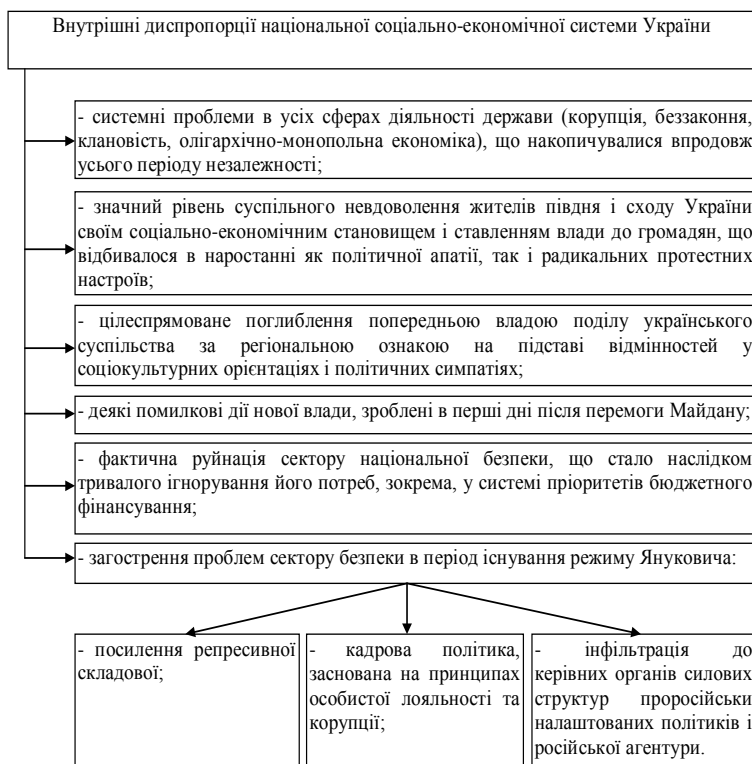 Внутрішні диспропорції національної соціально-економічної системи України
- системні проблеми в усіх сферах діяльності держави (корупція, беззаконня,
клановість, олігархічно-монопольна економіка), що накопичувалися впродовж
усього періоду незалежності;
- значний рівень суспільного невдоволення жителів півдня і сходу України
своїм соціально-економічним становищем і ставленням влади до громадян, що
відбивалося в наростанні як політичної апатії, так і радикальних протестних
настроїв;
- цілеспрямоване поглиблення попередньою владою поділу українського
суспільства за регіональною ознакою на підставі відмінностей у
соціокультурних орієнтаціях і політичних симпатіях;
- деякі помилкові дії нової влади, зроблені в перші дні після перемоги Майдану;
- фактична руйнація сектору національної безпеки, що стало наслідком
тривалого ігнорування його потреб, зокрема, у системі пріоритетів бюджетного
фінансування;
- загострення проблем сектору безпеки в період існування режиму Януковича:
- посилення репресивної
складової;
- кадрова політика,
заснована на принципах
особистої лояльності та
корупції;
- інфільтрація до
керівних органів силових
структур проросійськи
налаштованих політиків і
російської агентури.